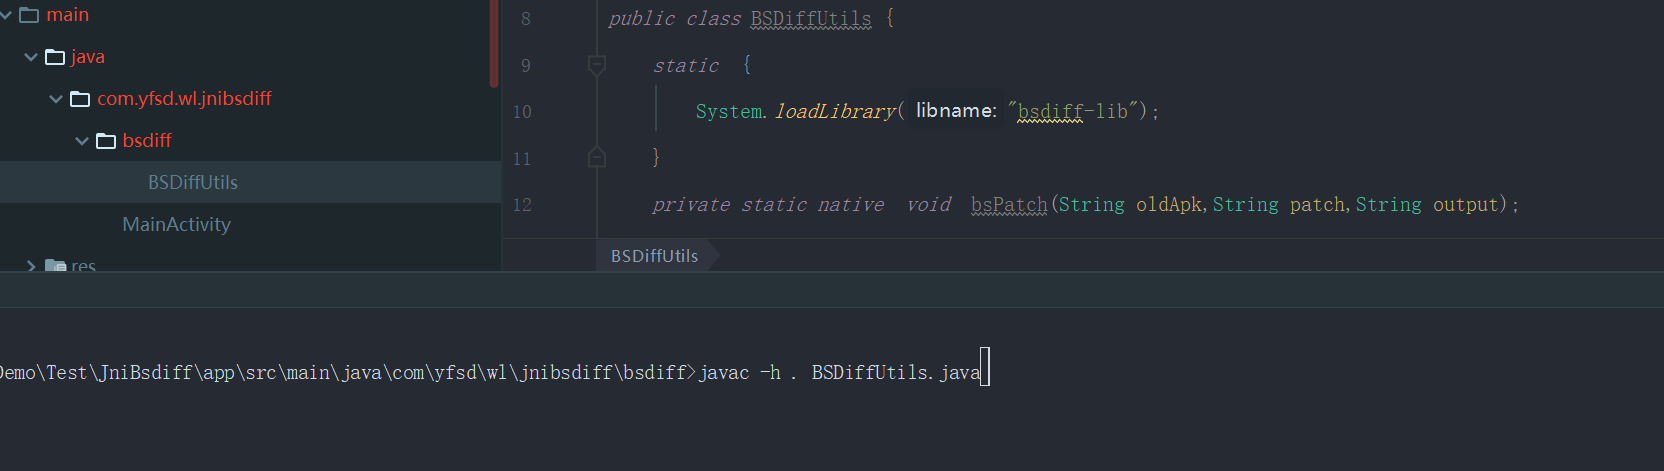 main
java
com.yfsd.wl.jnibsdiff
bsdiff
BSDiffUtils
MainActivity
res
8 public class BSDiffUtils {
9 static {
10 System.loadLibrary( libname: "bsdiff-lib");
11 }
12 private static native void bsPatch(String oldApk,String patch,String output);
BSDiffUtils
Demo\Test\JniBsdiff\app\src\main\java\com\yfsd\wl\jnibsdiff\bsdiff>javac -h . BSDiffUtils.java